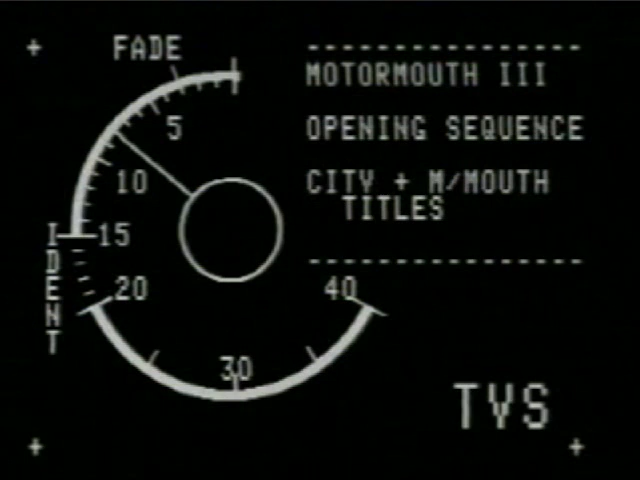 FADE
MOTORMOUTH III
OPENING SEQUENCE
CITY + M/MOUTH
TITLES
5
10
15
IDENT
20
30
40
TVS